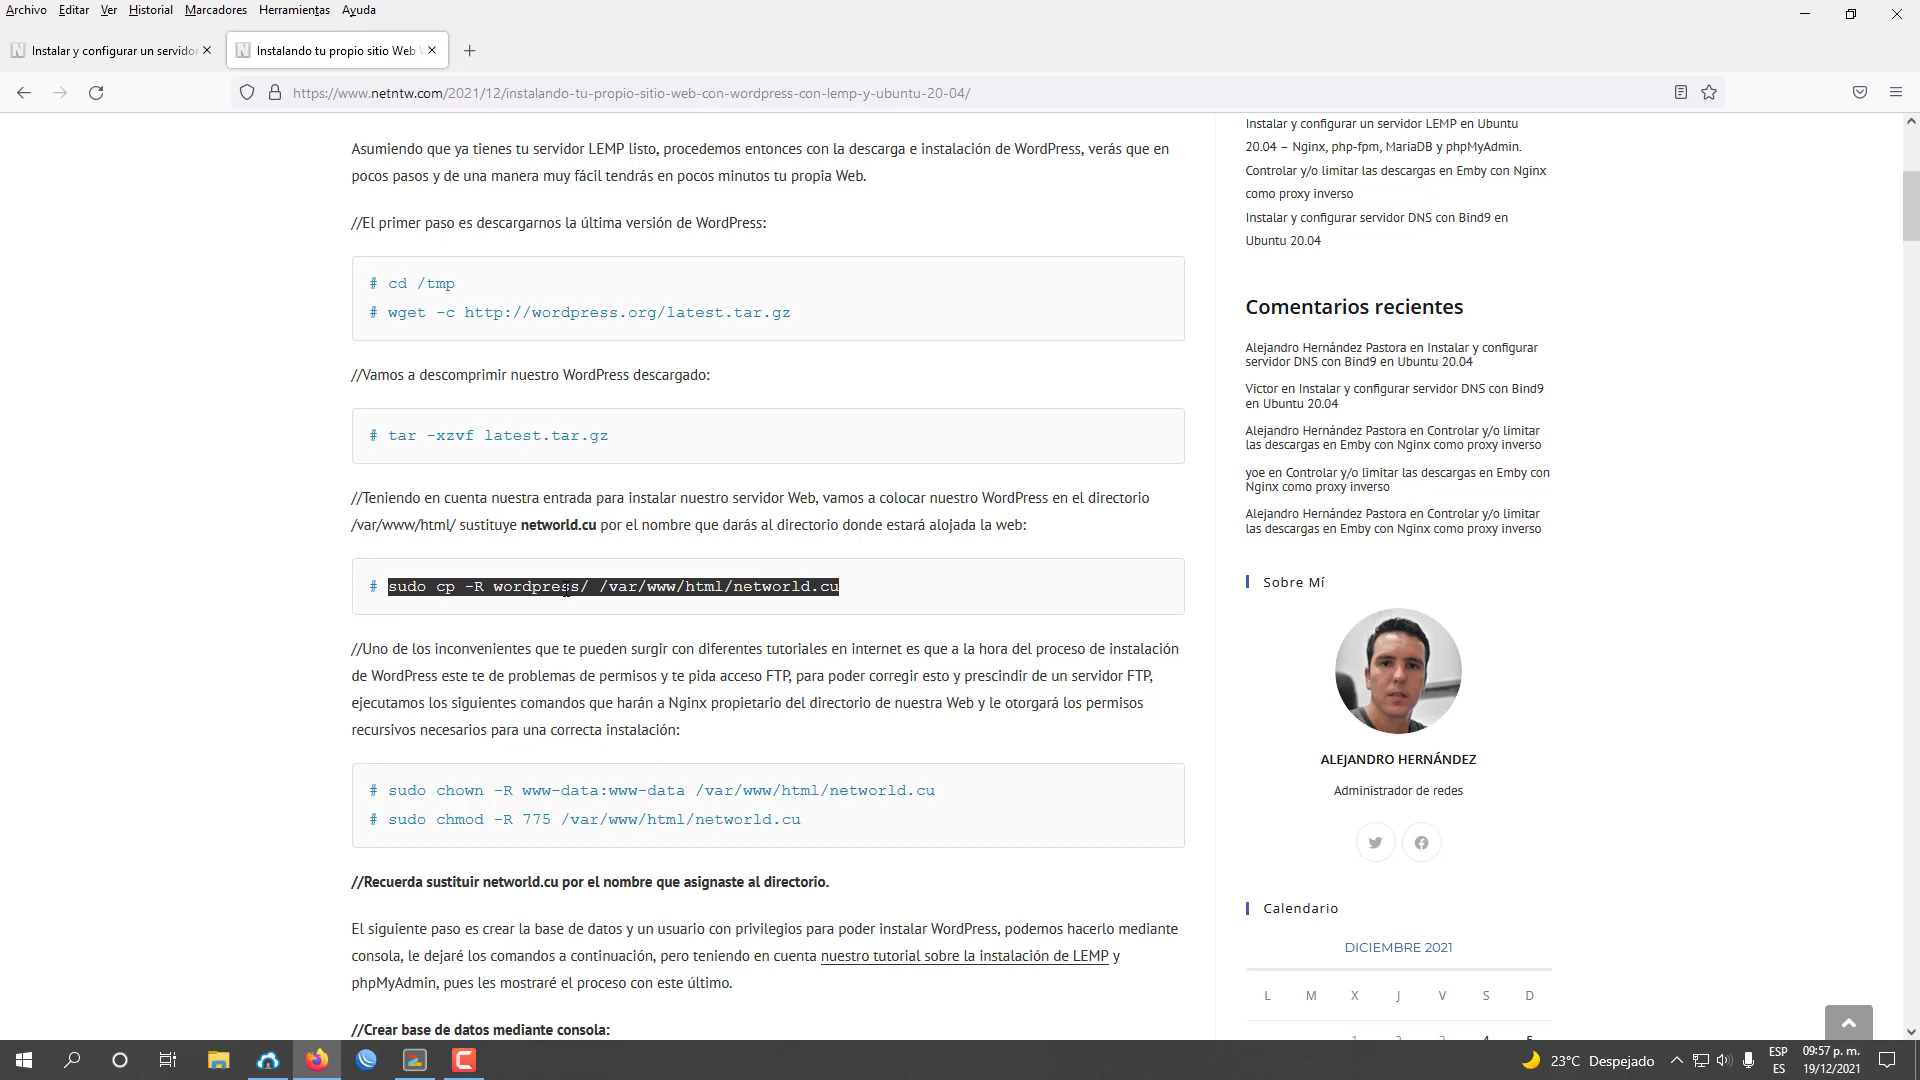 Archivo Editar Ver Historial Marcadores Herramientas Ayuda
Instalar y configurar un servidor
Instalando tu propio sitio Web
https://www.netntw.com/2021/12/instalando-tu-propio-sitio-web-con-wordpress-con-lemp-y-ubuntu-20-04/
Asumiendo que ya tienes tu servidor LEMP listo, procedemos entonces con la descarga e instalación de WordPress, verás que en
pocos pasos y de una manera muy fácil tendrás en pocos minutos tu propia Web.
//El primer paso es descargarnos la última versión de WordPress:
# cd /tmp
# wget -c http://wordpress.org/latest.tar.gz
//Vamos a descomprimir nuestro WordPress descargado:
# tar -xzvf latest.tar.gz
//Teniendo en cuenta nuestra entrada para instalar nuestro servidor Web, vamos a colocar nuestro WordPress en el directorio
/var/www/html/ sustituye networld.cu por el nombre que darás al directorio donde estará alojada la web:
# sudo cp -R wordpress/ /var/www/html/networld.cu
//Uno de los inconvenientes que te pueden surgir con diferentes tutoriales en internet es que a la hora del proceso de instalación
de WordPress este te de problemas de permisos y te pida acceso FTP, para poder corregir esto y prescindir de un servidor FTP,
ejecutamos los siguientes comandos que harán a Nginx propietario del directorio de nuestra Web y le otorgará los permisos
recursivos necesarios para una correcta instalación:
# sudo chown -R www-data:www-data /var/www/html/networld.cu
# sudo chmod -R 775 /var/www/html/networld.cu
//Recuerda sustituir networld.cu por el nombre que asignaste al directorio.
El siguiente paso es crear la base de datos y un usuario con privilegios para poder instalar WordPress, podemos hacerlo mediante
consola, le dejaré los comandos a continuación, pero teniendo en cuenta nuestro tutorial sobre la instalación de LEMP y
phpMyAdmin, pues les mostraré el proceso con este último.
//Crear base de datos mediante consola:
Instalar y configurar un servidor LEMP en Ubuntu
20.04 – Nginx, php-fpm, MariaDB y phpMyAdmin.
Controlar y/o limitar las descargas en Emby con Nginx
como proxy inverso
Instalar y configurar servidor DNS con Bind9 en
Ubuntu 20.04
Comentarios recientes
Alejandro Hernández Pastora en Instalar y configurar
servidor DNS con Bind9 en Ubuntu 20.04
Victor en Instalar y configurar servidor DNS con Bind9
en Ubuntu 20.04
Alejandro Hernández Pastora en Controlar y/o limitar
las descargas en Emby con Nginx como proxy inverso
yoe en Controlar y/o limitar las descargas en Emby con
Nginx como proxy inverso
Alejandro Hernández Pastora en Controlar y/o limitar
las descargas en Emby con Nginx como proxy inverso
Sobre Mí
ALEJANDRO HERNÁNDEZ
Administrador de redes
Calendario
DICIEMBRE 2021
L M X J V S D
23°C Despejado
ESP
ES
09:57 p. m.
19/12/2021